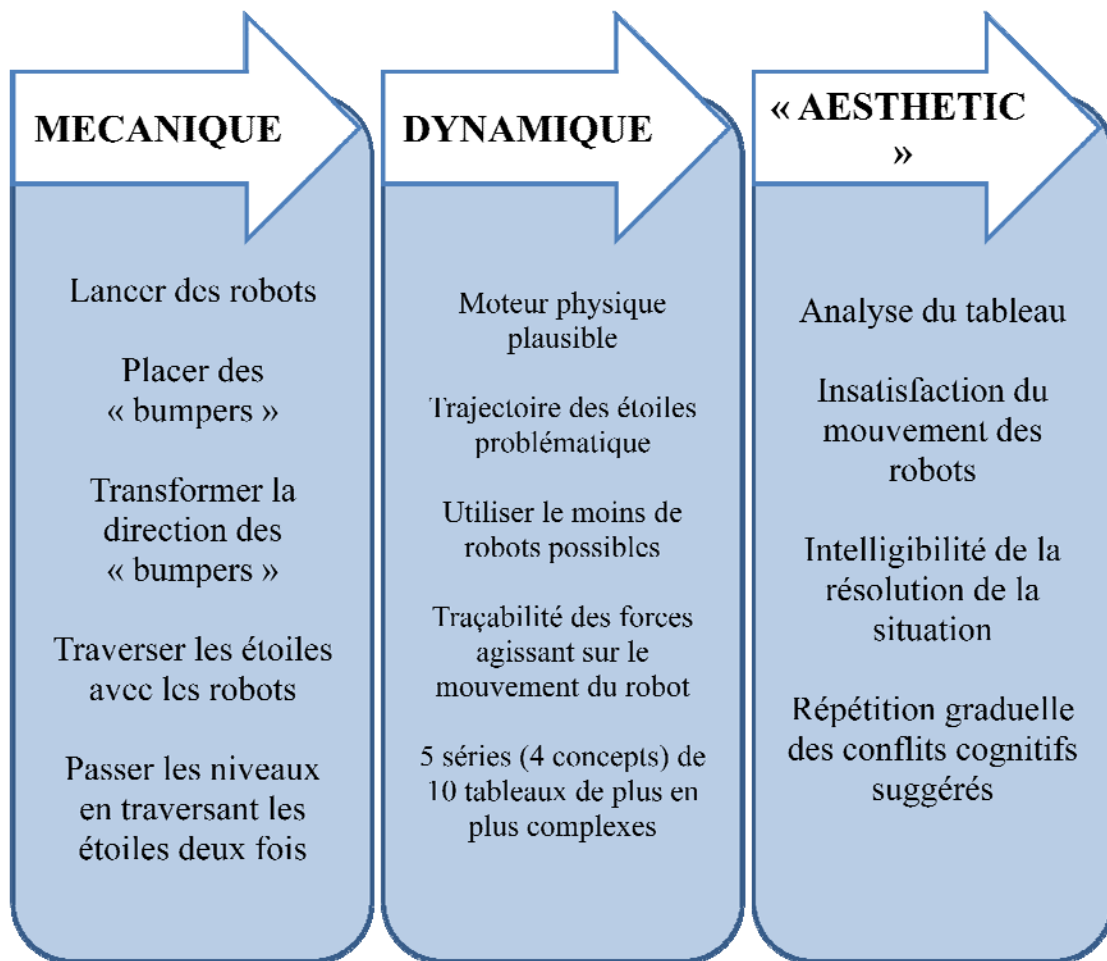 MECANIQUE
Lancer des robots
Placer des
« bumpers »
Transformer la
direction des
« bumpers »
Traverser les étoiles
avec les robots
Passer les niveaux
en traversant les
étoiles deux fois
DYNAMIQUE
Moteur physique
plausible
Trajectoire des étoiles
problématique
Utiliser le moins de
robots possibles
Traçabilité des forces
agissant sur le
mouvement du robot
5 séries (4 concepts) de
10 tableaux de plus en
plus complexes
« AESTHETIC
»
Analyse du tableau
Insatisfaction du
mouvement des
robots
Intelligibilité de la
résolution de la
situation
Répétition graduelle
des conflits cognitifs
suggérés